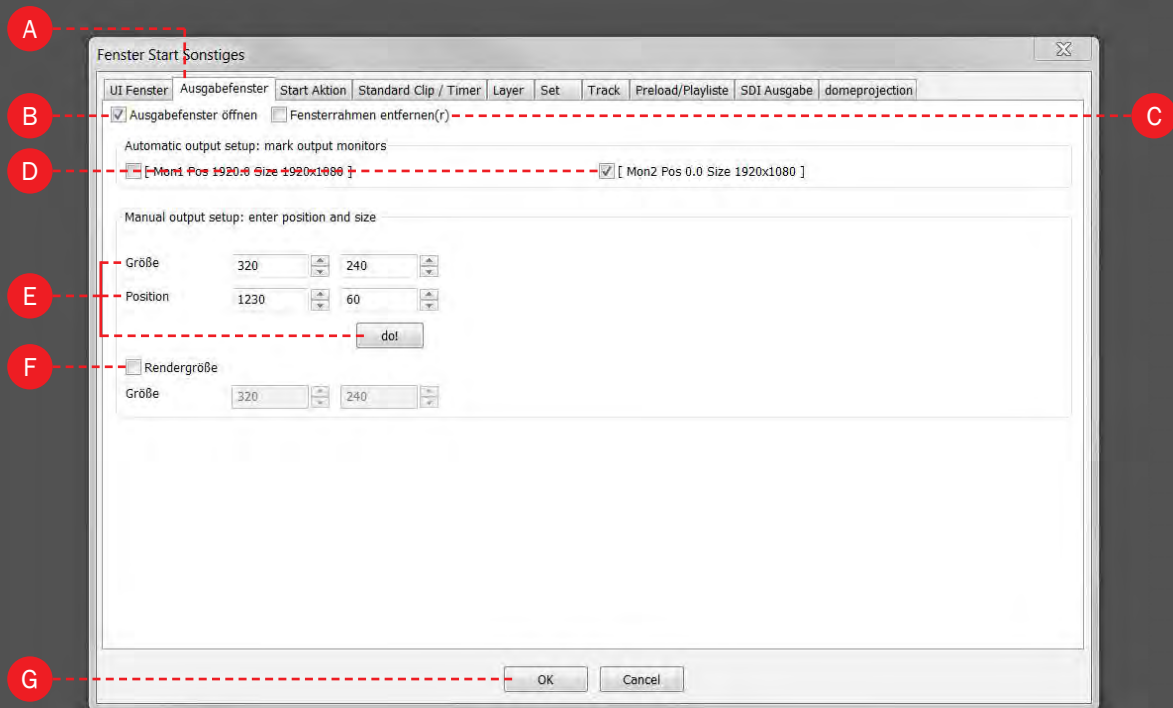 A
Fenster Start Sonstiges
UI Fenster Ausgabefenster Start Aktion Standard Clip / Timer Layer Set Track Preload/Playliste SDI Ausgabe domeprojection
B Ausgabefenster öffnen Fensterrahmen entfernen(r) C
Automatic output setup: mark output monitors
D [ Mon1 Pos 1920.0 Size 1920x1080 ] [ Mon2 Pos 0.0 Size 1920x1080 ]
Manual output setup: enter position and size
Größe 320 240
E Position 1230 60
do!
F Rendergröße
Größe 320 240
G OK Cancel